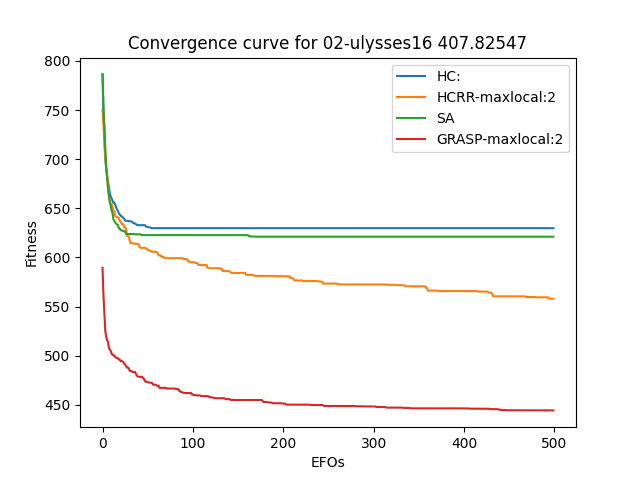 Convergence curve for 02-ulysses16 407.82547
HC:
HCRR-maxlocal:2
SA
GRASP-maxlocal:2
Fitness
800
750
700
650
600
550
500
450
0
100
200
300
400
500
EFOs